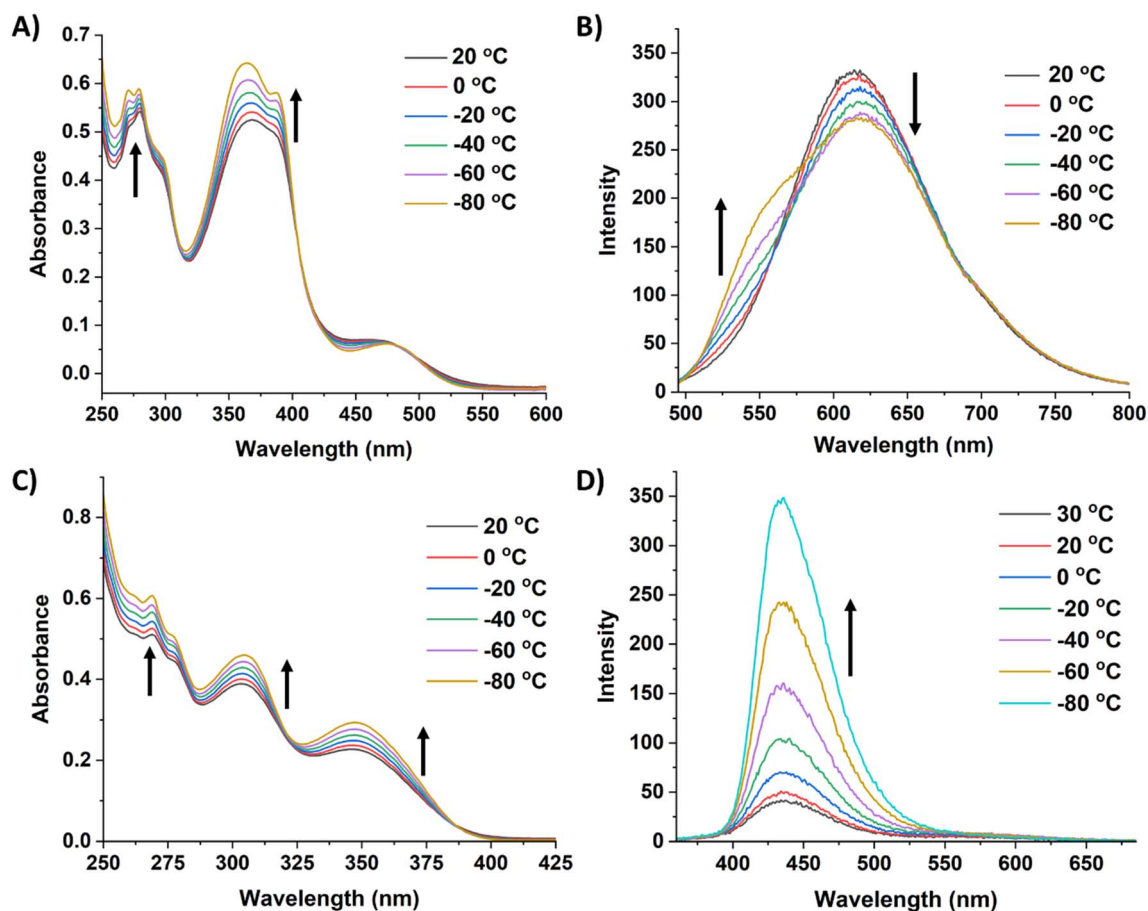 A)
0.7
0.6
0.5
0.4
0.3
0.2
0.1
0.0
Absorbance
250 300 350 400 450 500 550 600
Wavelength (nm)
20 °C
0 °C
-20 °C
-40 °C
-60 °C
-80 °C
B)
350
300
250
200
150
100
50
0
Intensity
500 550 600 650 700 750 800
Wavelength (nm)
20 °C
0 °C
-20 °C
-40 °C
-60 °C
-80 °C
C)
0.8
0.6
0.4
0.2
0.0
Absorbance
250 275 300 325 350 375 400 425
Wavelength (nm)
20 °C
0 °C
-20 °C
-40 °C
-60 °C
-80 °C
D)
350
300
250
200
150
100
50
0
Intensity
400 450 500 550 600 650
Wavelength (nm)
30 °C
20 °C
0 °C
-20 °C
-40 °C
-60 °C
-80 °C